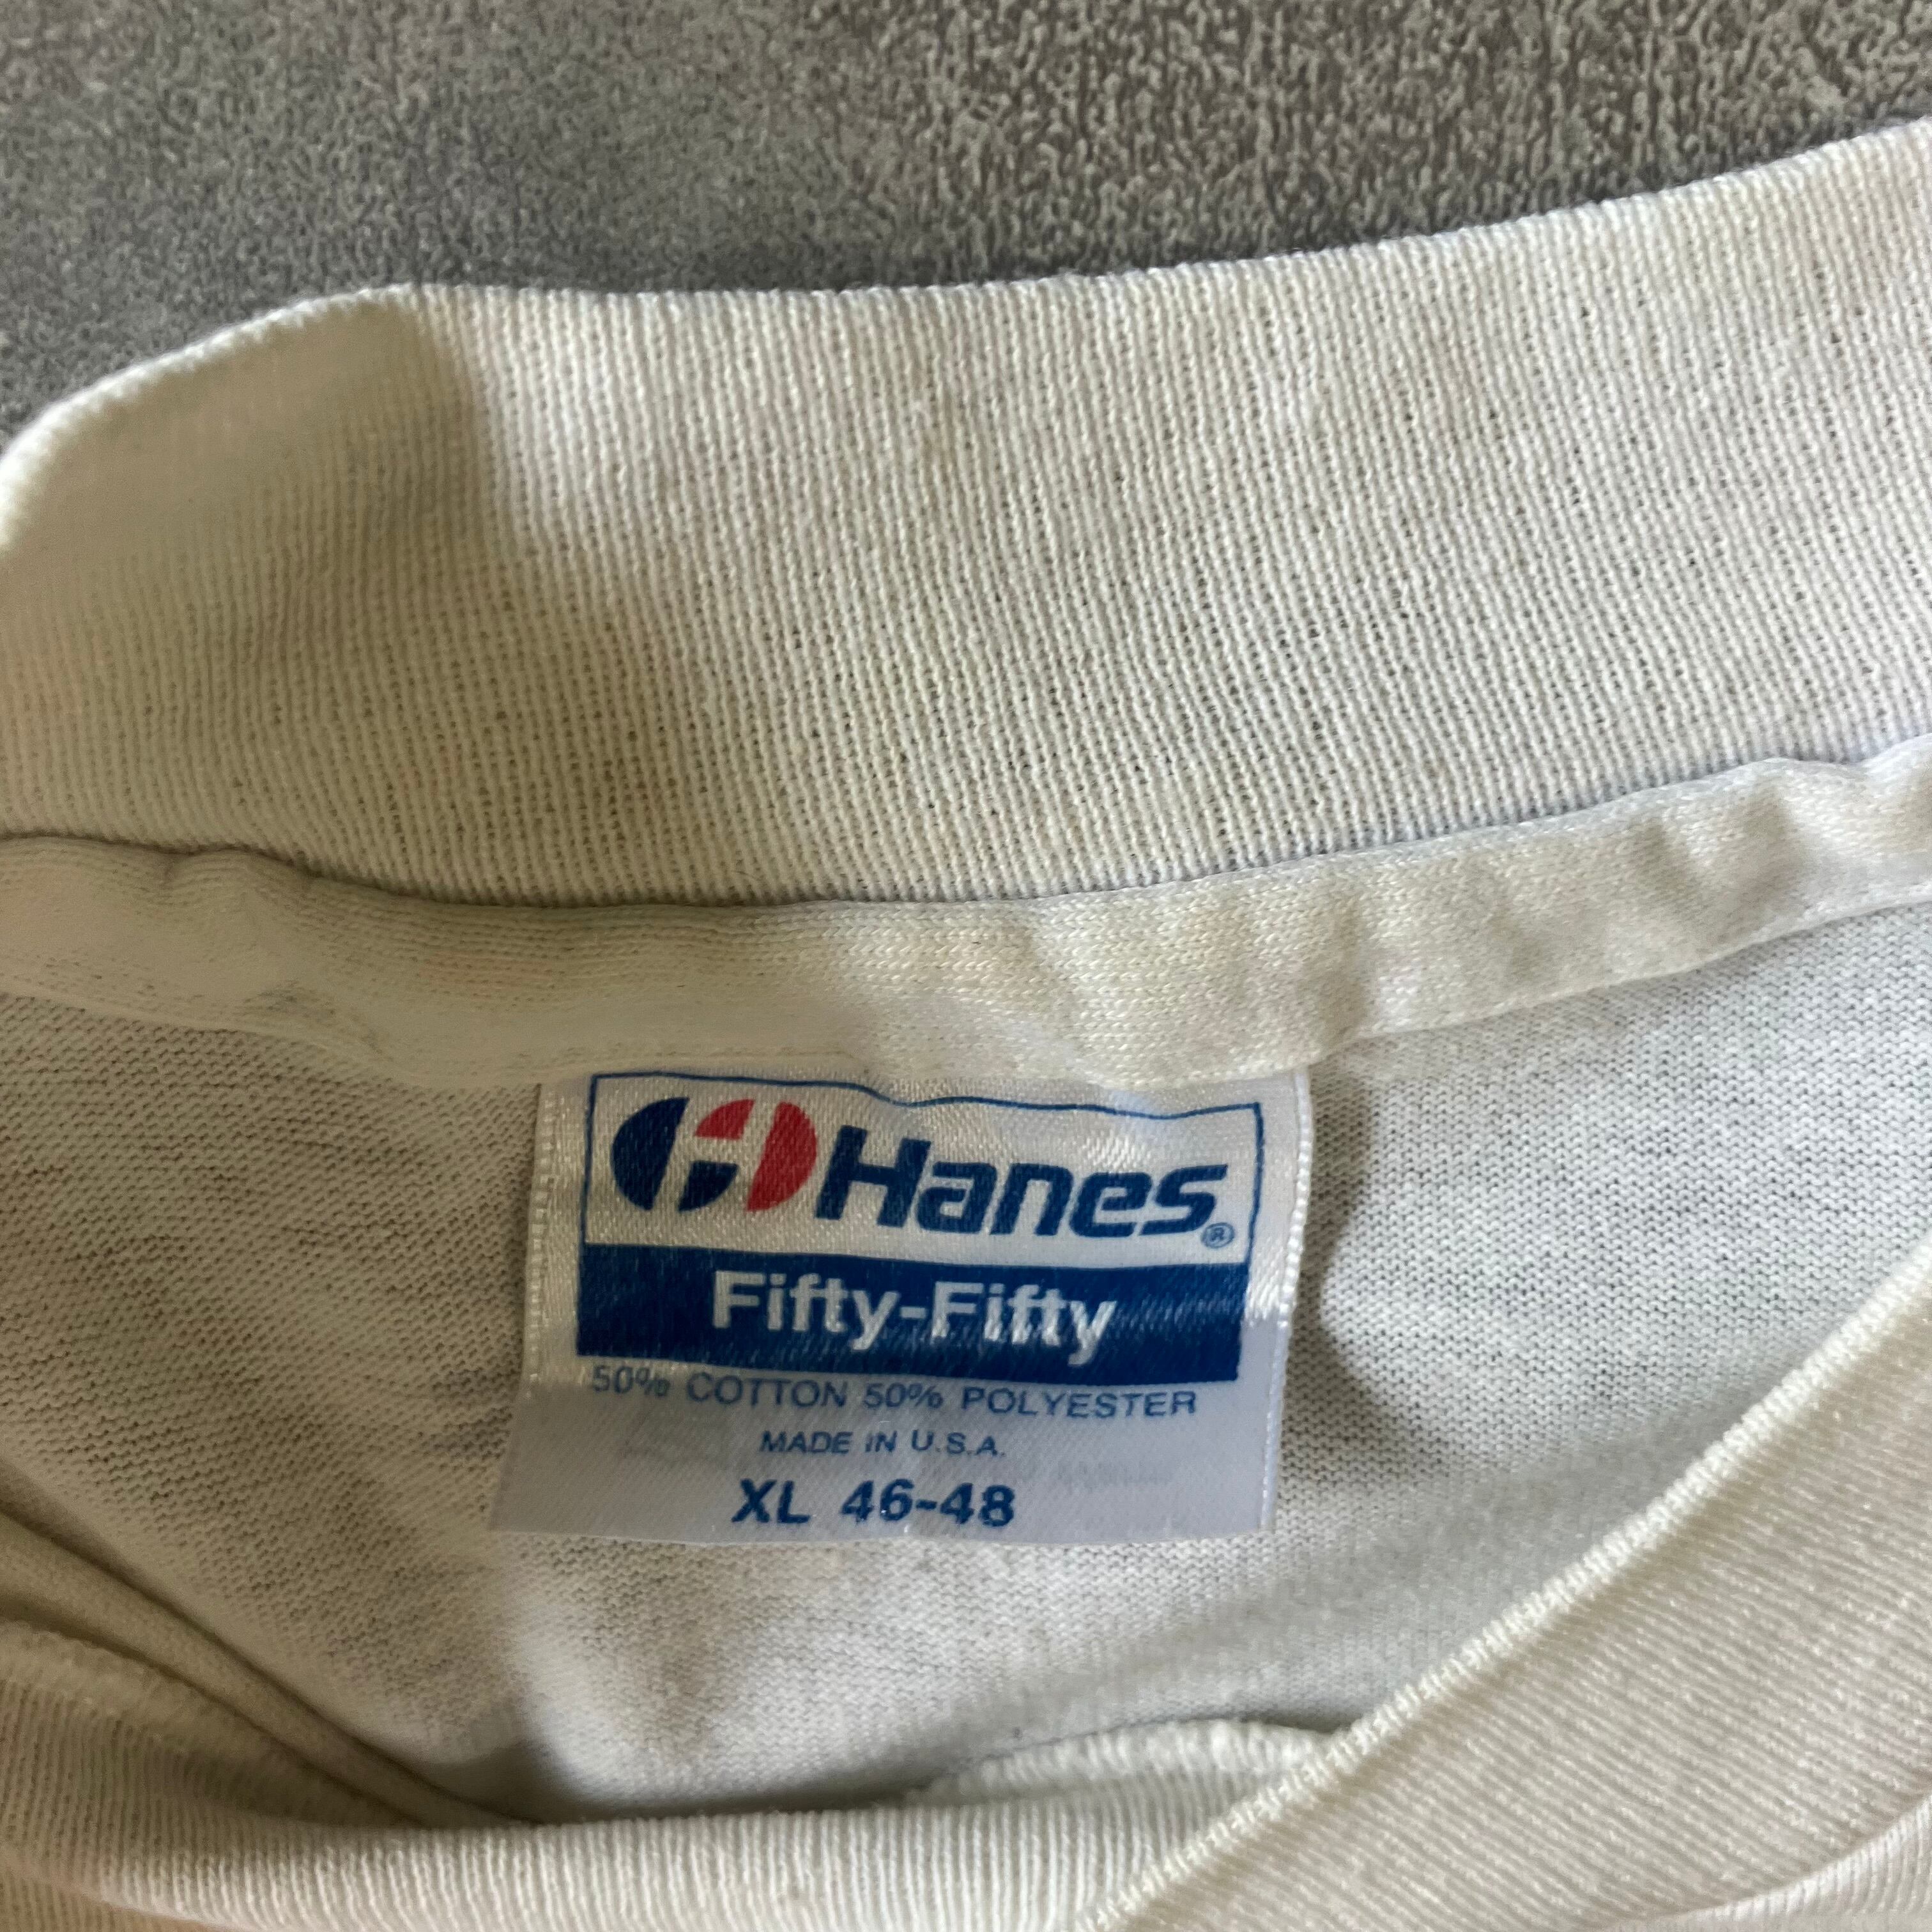 Hanes®
Fifty-Fifty
50% COTTON 50% POLYESTER
MADE IN U.S.A.
XL 46-48